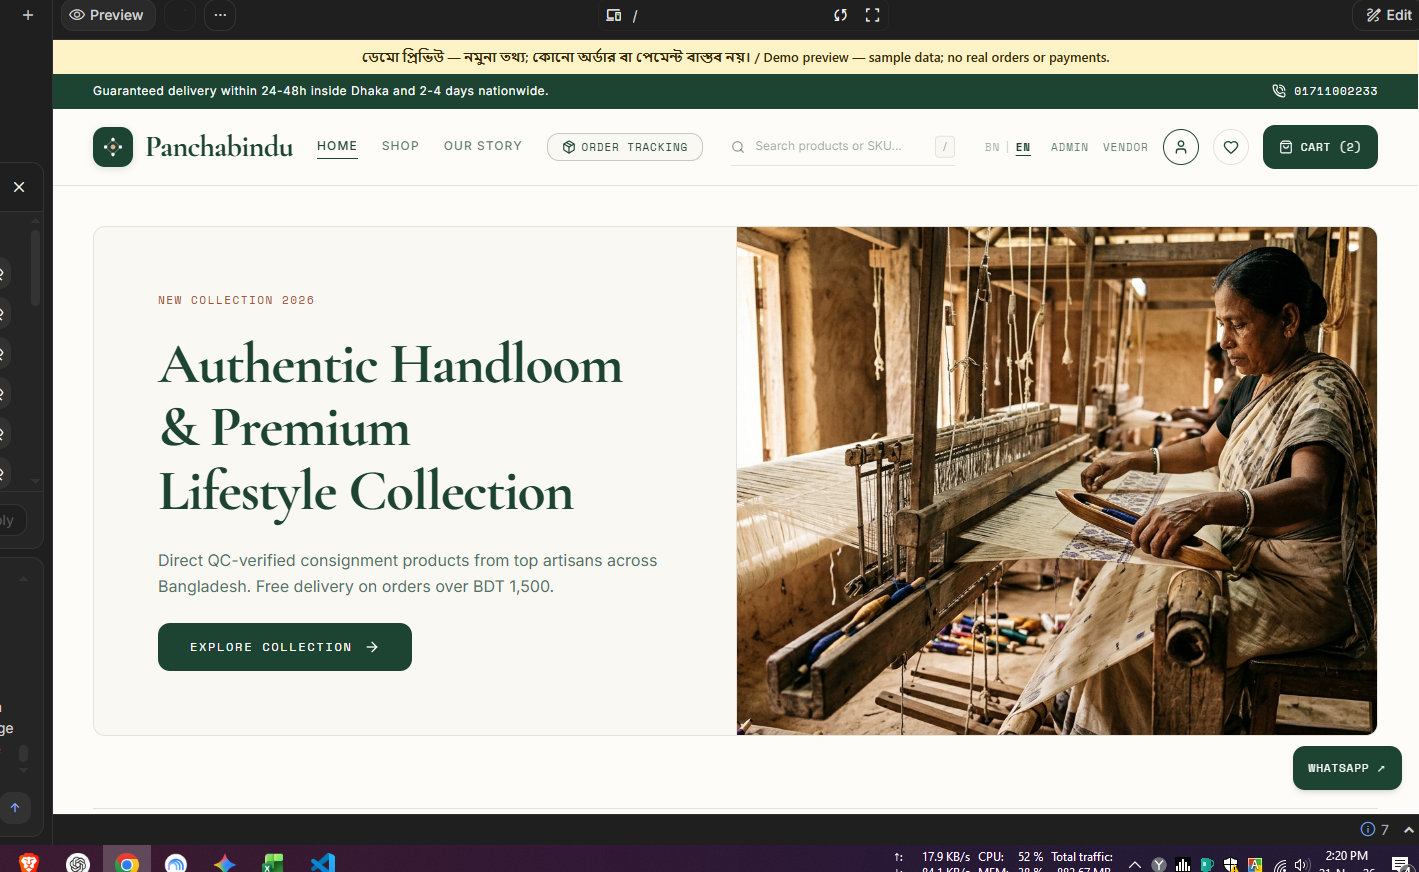 Preview
/
Edit
ডেমো প্রিভিউ — নমুনা তথ্য; কোনো অর্ডার বা পেমেন্ট বাস্তব নয়। / Demo preview — sample data; no real orders or payments.
Guaranteed delivery within 24-48h inside Dhaka and 2-4 days nationwide.
01711002233
Panchabindu
HOME
SHOP
OUR STORY
ORDER TRACKING
Search products or SKU...
/
BN | EN
ADMIN
VENDOR
CART (2)
NEW COLLECTION 2026
Authentic Handloom
& Premium
Lifestyle Collection
Direct QC-verified consignment products from top artisans across
Bangladesh. Free delivery on orders over BDT 1,500.
EXPLORE COLLECTION →
WHATSAPP ↗
7
17.9 KB/s CPU: 52 % Total traffic:
2:20 PM